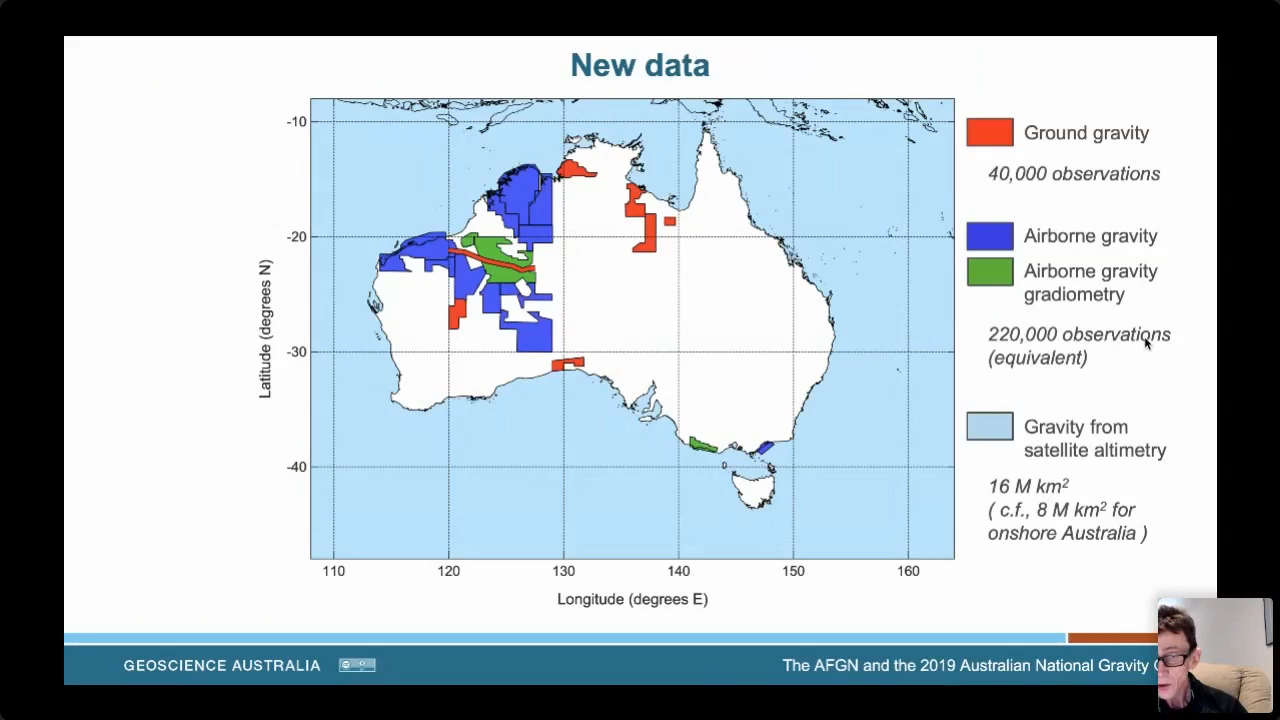 New data
-10
-20
-30
-40
Latitude (degrees N)
110 120 130 140 150 160
Longitude (degrees E)
Ground gravity
40,000 observations
Airborne gravity
Airborne gravity
gradiometry
220,000 observations
(equivalent)
Gravity from
satellite altimetry
16 M km²
( c.f., 8 M km² for
onshore Australia )
GEOSCIENCE AUSTRALIA
The AFGN and the 2019 Australian National Gravity